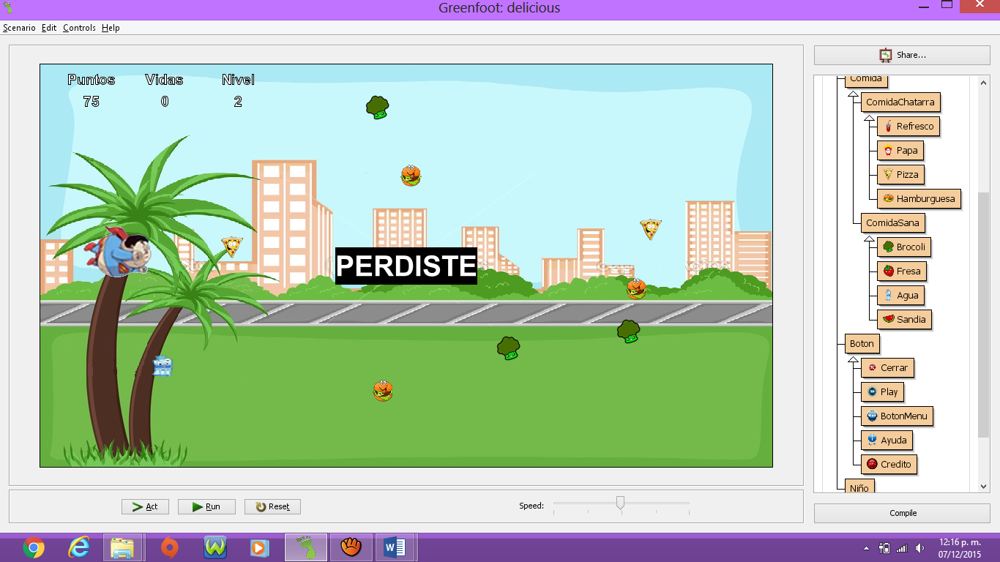 Greenfoot: delicious
Scenario Edit Controls Help
Puntos Vidas Nivel
75 0 2
PERDISTE
Share...
Comida
ComidaChatarra
Refresco
Papa
Pizza
Hamburguesa
ComidaSana
Brocoli
Fresa
Agua
Sandia
Boton
Cerrar
Play
BotonMenu
Ayuda
Credito
Niño
Compile
Act Run Reset Speed:
12:16 p. m.
07/12/2015